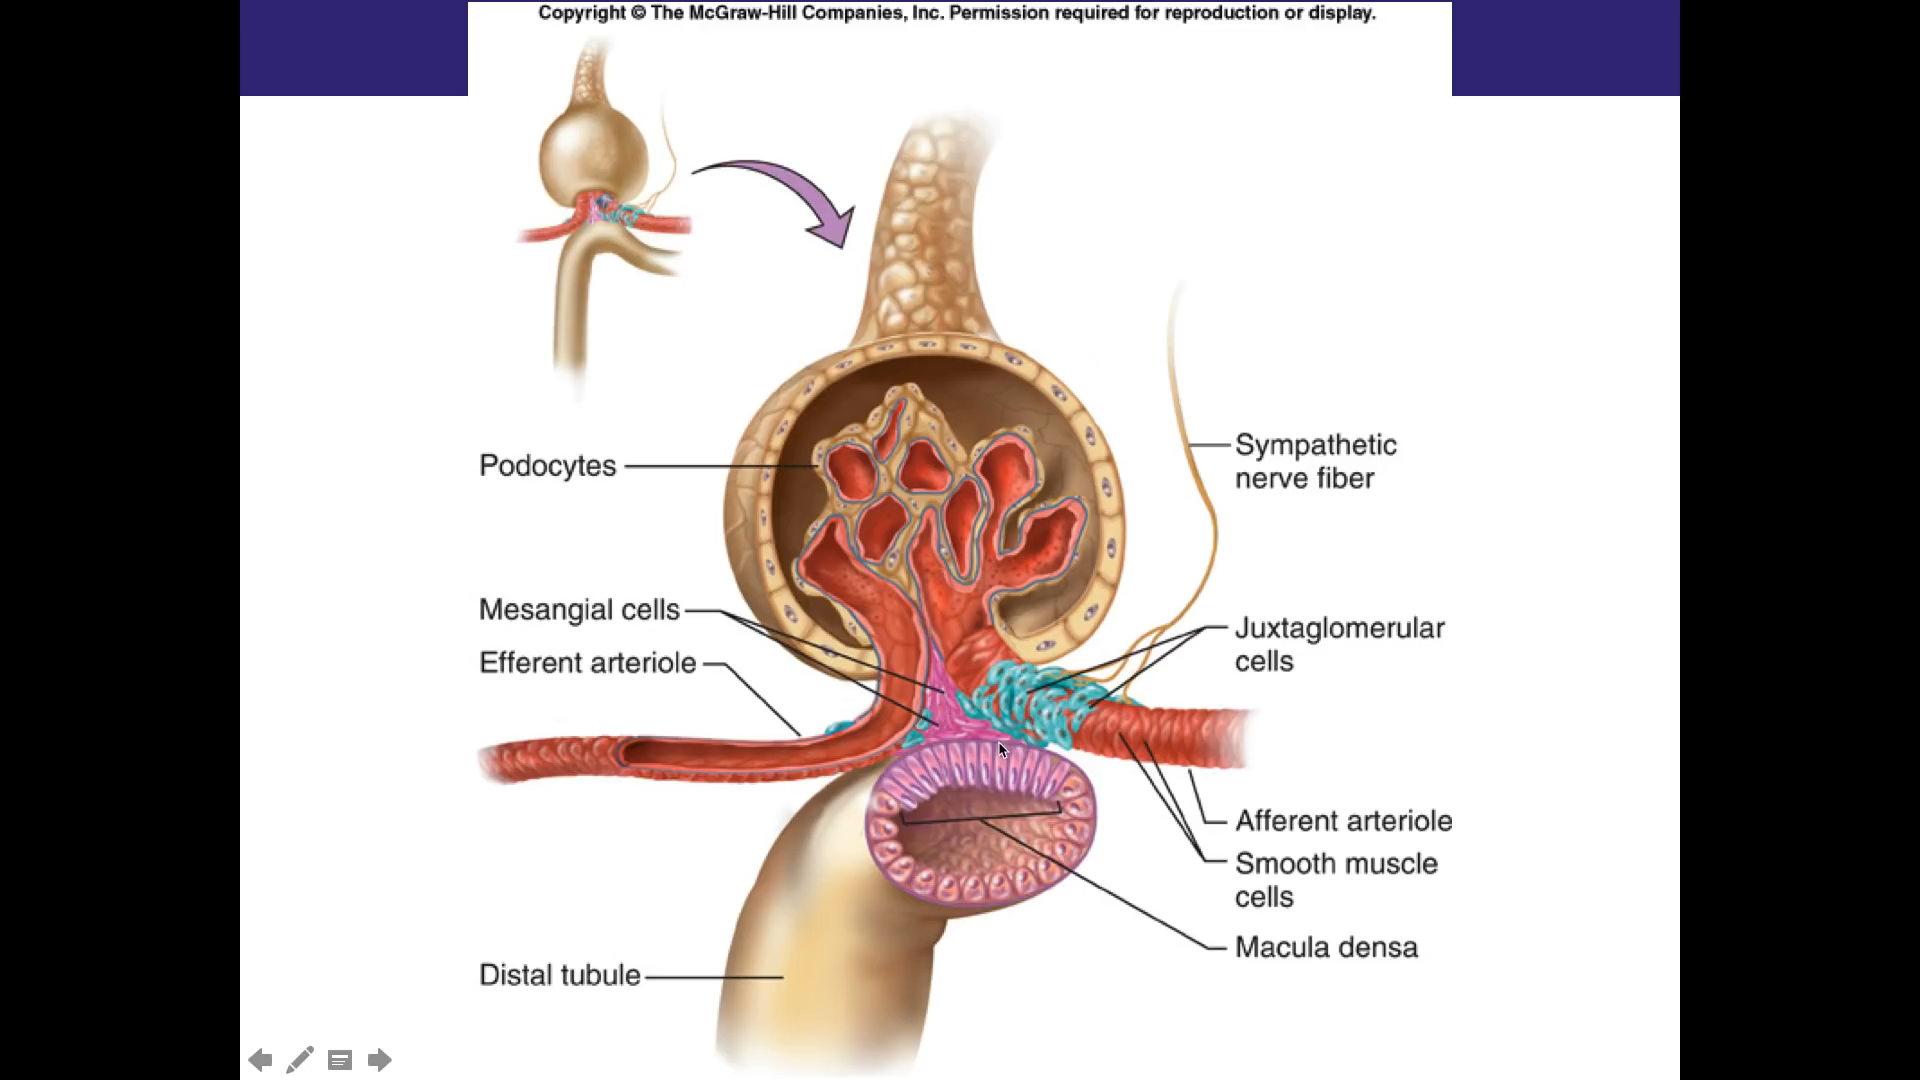 Copyright © The McGraw-Hill Companies, Inc. Permission required for reproduction or display.
Podocytes
Mesangial cells
Efferent arteriole
Distal tubule
Sympathetic
nerve fiber
Juxtaglomerular
cells
Afferent arteriole
Smooth muscle
cells
Macula densa